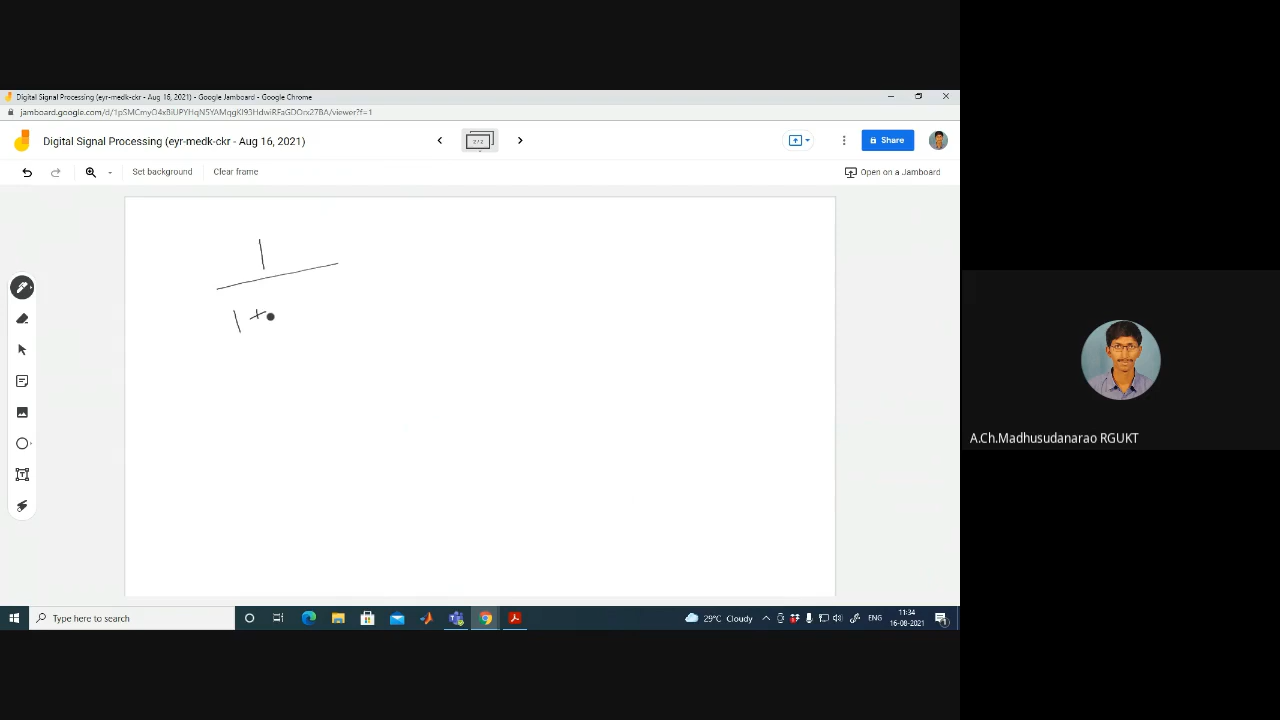 Digital Signal Processing (eyr-medk-ckr - Aug 16, 2021) - Google Jamboard - Google Chrome
Digital Signal Processing (eyr-medk-ckr - Aug 16, 2021)
2 / 2
Share
Set background
Clear frame
Open on a Jamboard
1
1 +
A.Ch.Madhusudanarao RGUKT
Type here to search
29°C Cloudy
ENG
11:34
16-08-2021